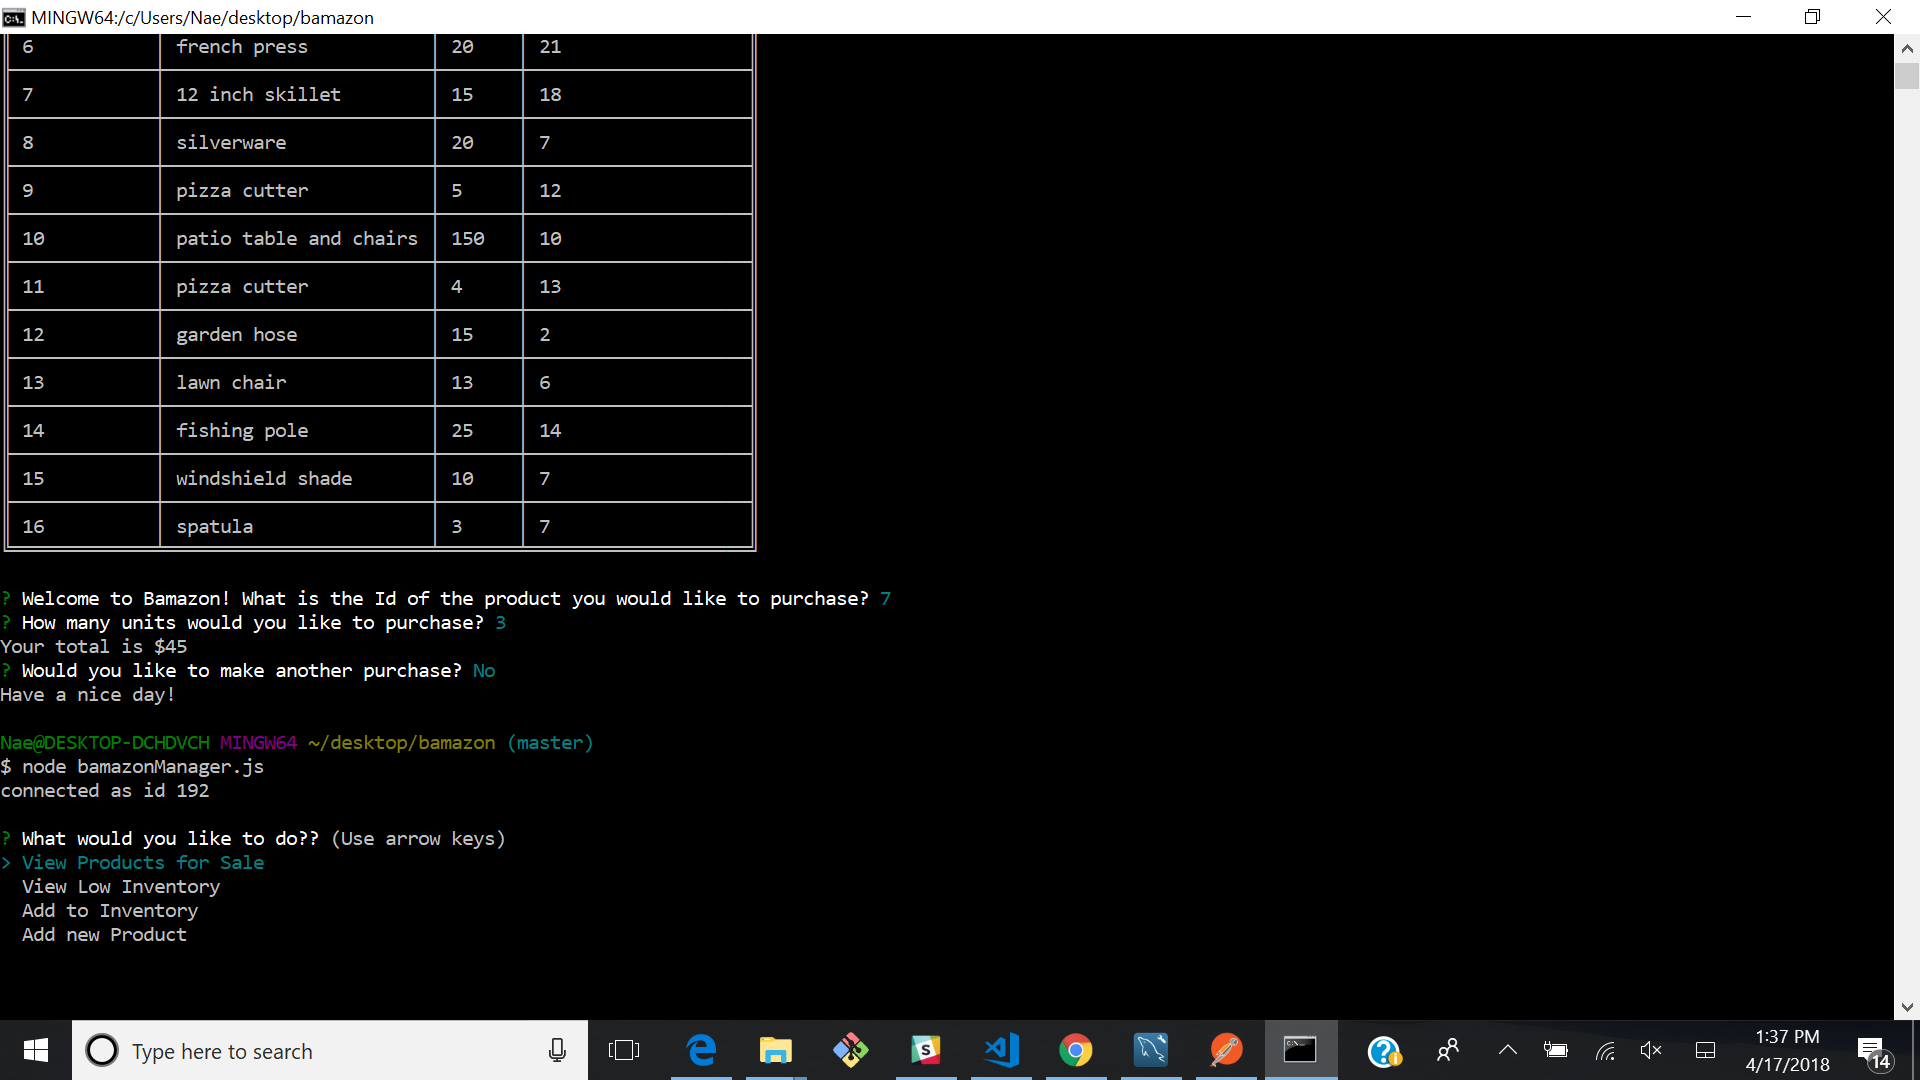 MINGW64:/c/Users/Nae/desktop/bamazon
6 french press 20 21
7 12 inch skillet 15 18
8 silverware 20 7
9 pizza cutter 5 12
10 patio table and chairs 150 10
11 pizza cutter 4 13
12 garden hose 15 2
13 lawn chair 13 6
14 fishing pole 25 14
15 windshield shade 10 7
16 spatula 3 7
? Welcome to Bamazon! What is the Id of the product you would like to purchase? 7
? How many units would you like to purchase? 3
Your total is $45
? Would you like to make another purchase? No
Have a nice day!
Nae@DESKTOP-DCHDVCH MINGW64 ~/desktop/bamazon (master)
$ node bamazonManager.js
connected as id 192
? What would you like to do?? (Use arrow keys)
> View Products for Sale
View Low Inventory
Add to Inventory
Add new Product
Type here to search
1:37 PM
4/17/2018
14